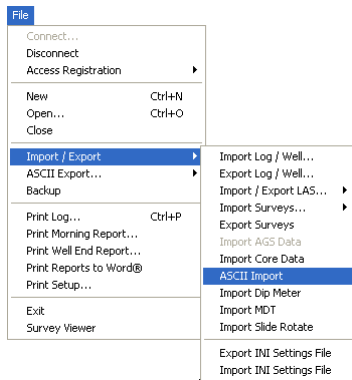 File
Connect...
Disconnect
Access Registration
New Ctrl+N
Open... Ctrl+O
Close
Import / Export
ASCII Export...
Backup
Print Log... Ctrl+P
Print Morning Report...
Print Well End Report...
Print Reports to Word®
Print Setup...
Exit
Survey Viewer
Import Log / Well...
Export Log / Well...
Import / Export LAS...
Import Surveys...
Export Surveys
Import AGS Data
Import Core Data
ASCII Import
Import Dip Meter
Import MDT
Import Slide Rotate
Export INI Settings File
Import INI Settings File